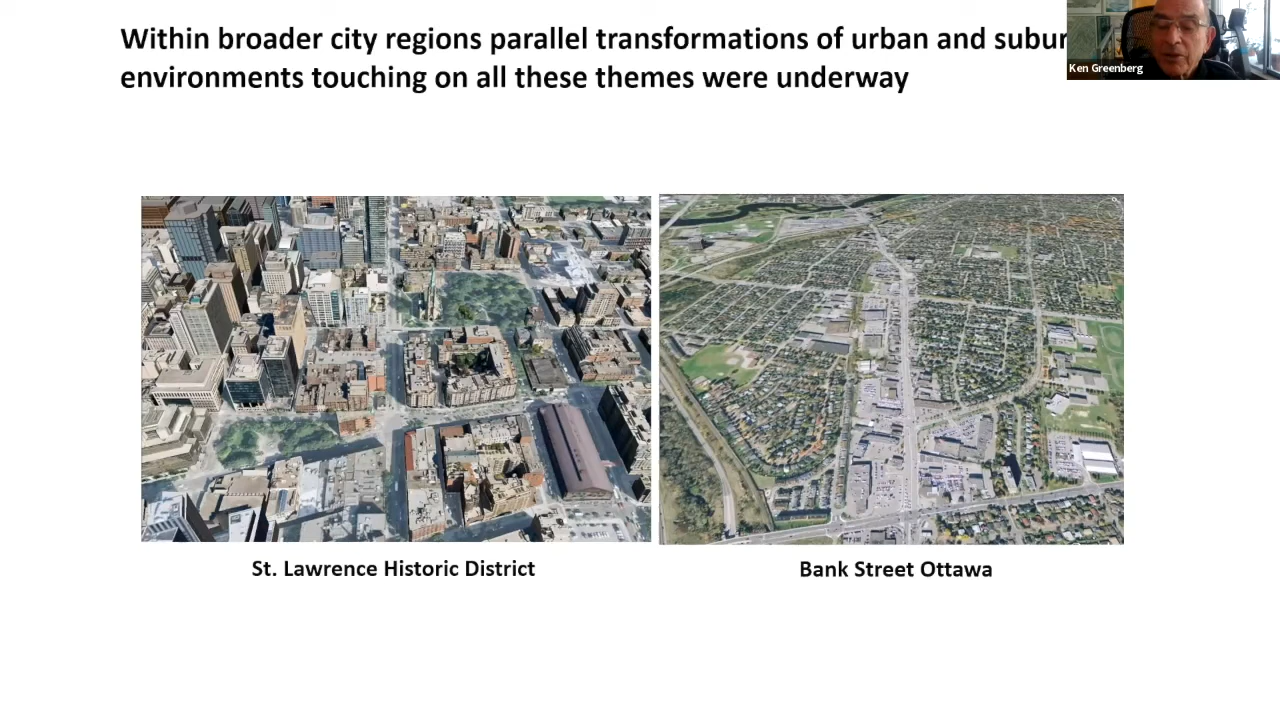 Within broader city regions parallel transformations of urban and
environments touching on all these themes were underway
Ken Greenberg
St. Lawrence Historic District
Bank Street Ottawa